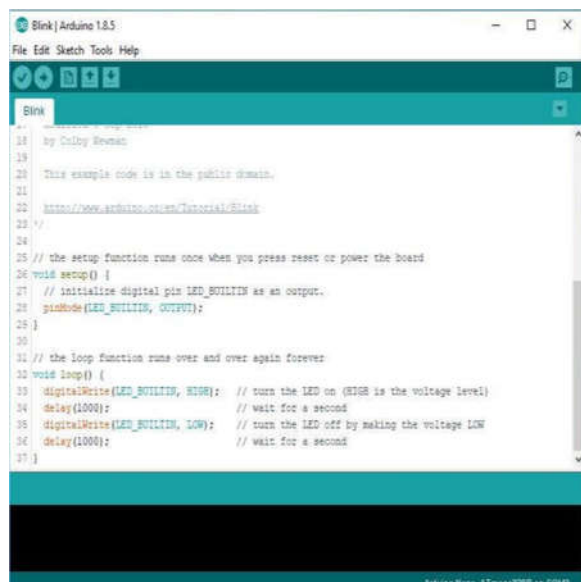 Blink | Arduino 1.8.5
File Edit Sketch Tools Help
Blink
18 by Colby Newman
19
20 This example code is in the public domain.
21
22 http://www.arduino.cc/en/Tutorial/Blink
23 */
24
25 // the setup function runs once when you press reset or power the board
26 void setup() {
27 // initialize digital pin LED_BUILTIN as an output.
28 pinMode(LED_BUILTIN, OUTPUT);
29 }
30
31 // the loop function runs over and over again forever
32 void loop() {
33 digitalWrite(LED_BUILTIN, HIGH); // turn the LED on (HIGH is the voltage level)
34 delay(1000); // wait for a second
35 digitalWrite(LED_BUILTIN, LOW); // turn the LED off by making the voltage LOW
36 delay(1000); // wait for a second
37 }